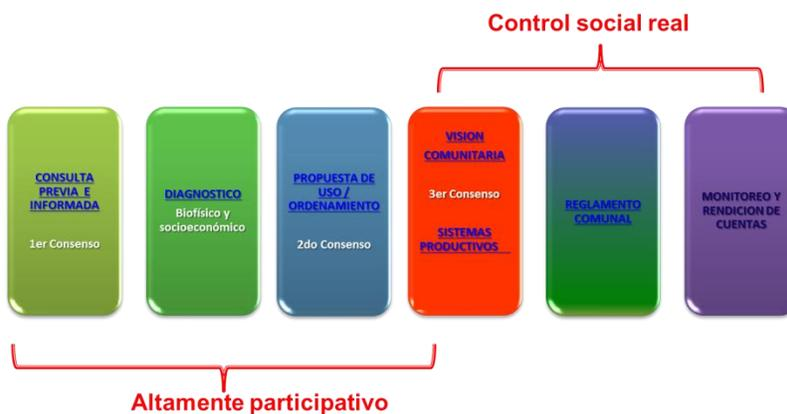 Control social real
CONSULTA
PREVIA E
INFORMADA
1er Consenso
DIAGNOSTICO
Biofísico y
socioeconómico
PROPUESTA DE
USO /
ORDENAMIENTO
2do Consenso
VISION
COMUNITARIA
3er Consenso
SISTEMAS
PRODUCTIVOS
REGLAMENTO
COMUNAL
MONITOREO Y
RENDICION DE
CUENTAS
Altamente participativo